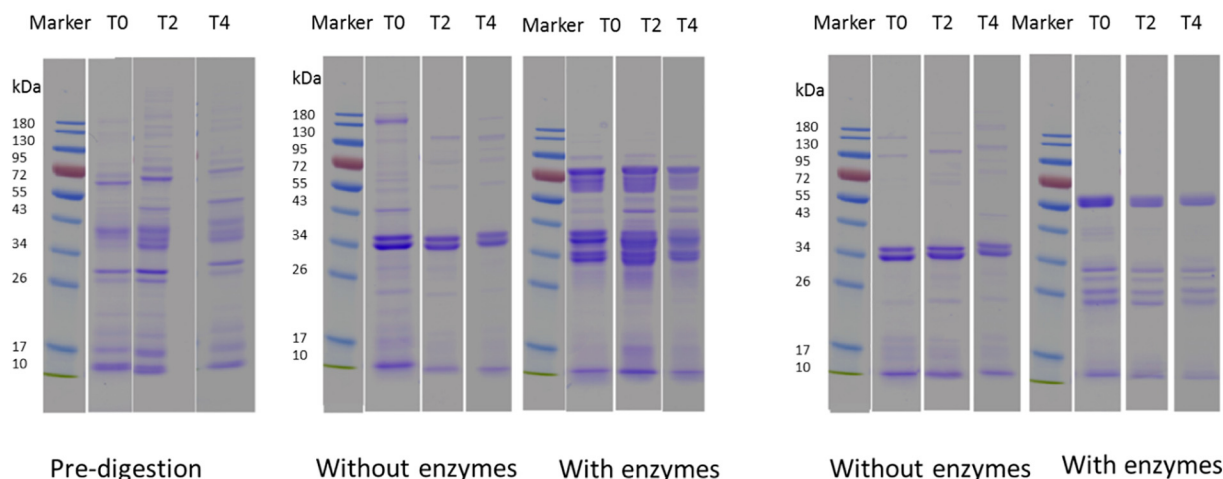 Marker T0 T2 T4
Marker T0 T2 T4
Marker T0 T2 T4
Marker T0 T2 T4
Marker T0 T2 T4
kDa
180
130
95
72
55
43
34
26
17
10
kDa
180
130
95
72
55
43
34
26
17
10
kDa
180
130
95
72
55
43
34
26
17
10
Pre-digestion
Without enzymes
With enzymes
Without enzymes
With enzymes